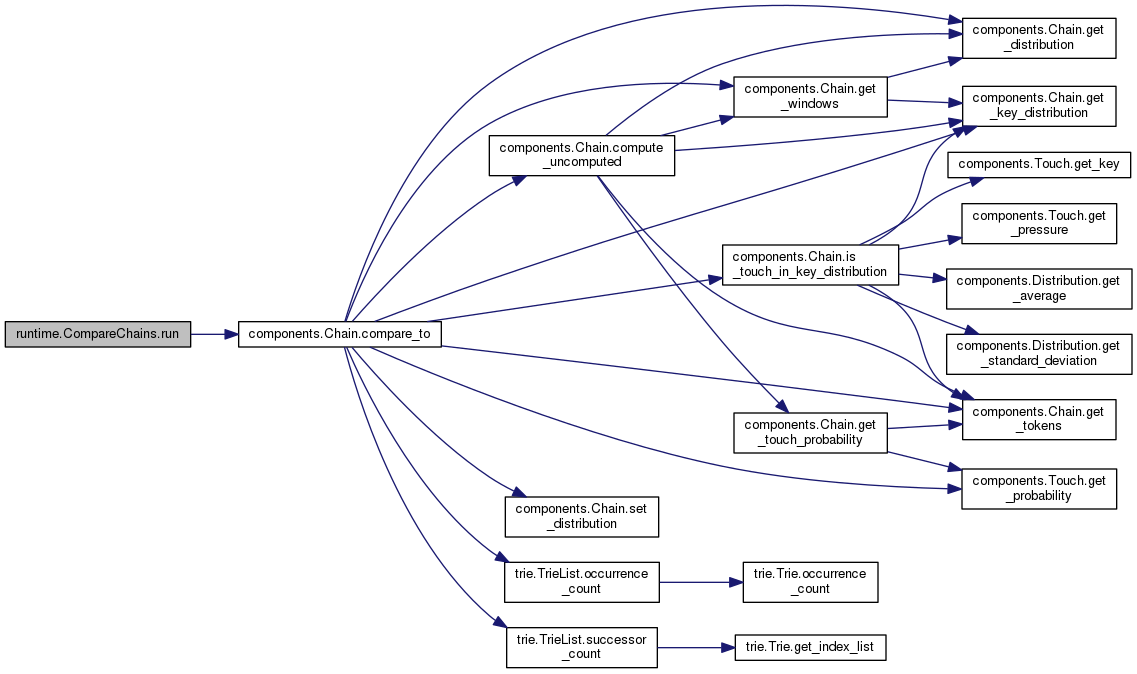 runtime.CompareChains.run
components.Chain.compare_to
components.Chain.compute
_uncomputed
components.Chain.set
_distribution
trie.TrieList.occurrence
_count
trie.TrieList.successor
_count
components.Chain.get
_windows
components.Chain.is
_touch_in_key_distribution
components.Chain.get
_touch_probability
trie.Trie.occurrence
_count
trie.Trie.get_index_list
components.Chain.get
_distribution
components.Chain.get
_key_distribution
components.Touch.get_key
components.Touch.get
_pressure
components.Distribution.get
_average
components.Distribution.get
_standard_deviation
components.Chain.get
_tokens
components.Touch.get
_probability